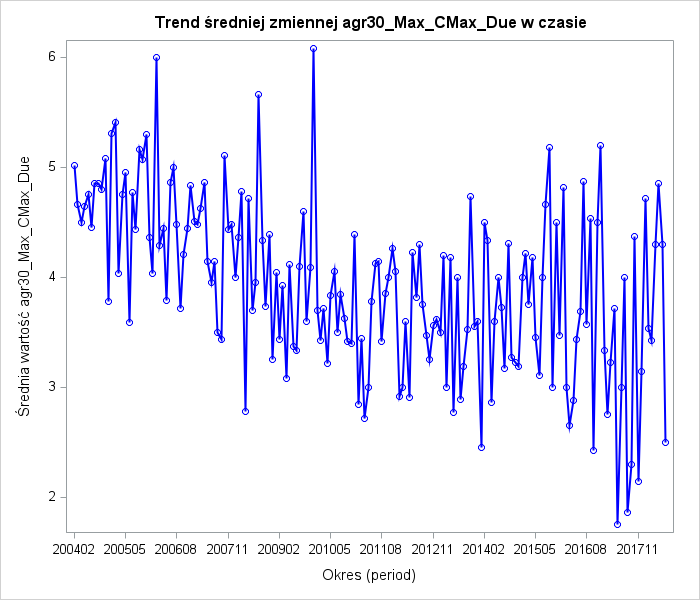 Trend średniej zmiennej agr30_Max_CMax_Due w czasie
Średnia wartość agr30_Max_CMax_Due
6
5
4
3
2
200402 200505 200608 200711 200902 201005 201108 201211 201402 201505 201608 201711
Okres (period)